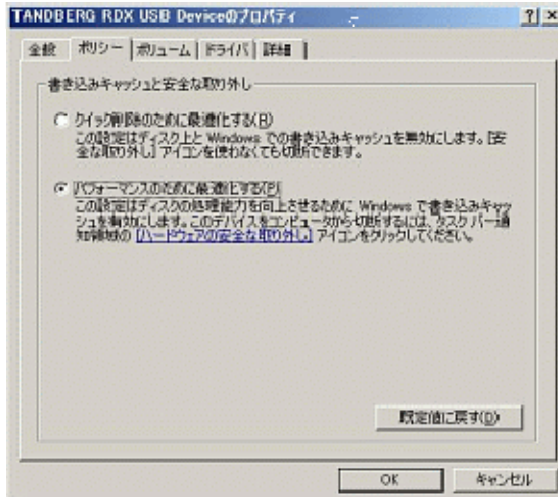 TANDBERG RDX USB Deviceのプロパティ
全般 ポリシー ボリューム ドライバ 詳細
書き込みキャッシュと安全な取り外し
クイック削除のために最適化する(R)
この設定はディスク上と Windows での書き込みキャッシュを無効にします。[安
全な取り外し] アイコンを使わなくても切断できます。
パフォーマンスのために最適化する(P)
この設定はディスクの処理能力を向上させるために Windows で書き込みキャッ
シュを有効にします。このデバイスをコンピュータから切断するには、タスク バー通
知領域の [ハードウェアの安全な取り外し] アイコンをクリックしてください。
既定値に戻す(D)
OK キャンセル